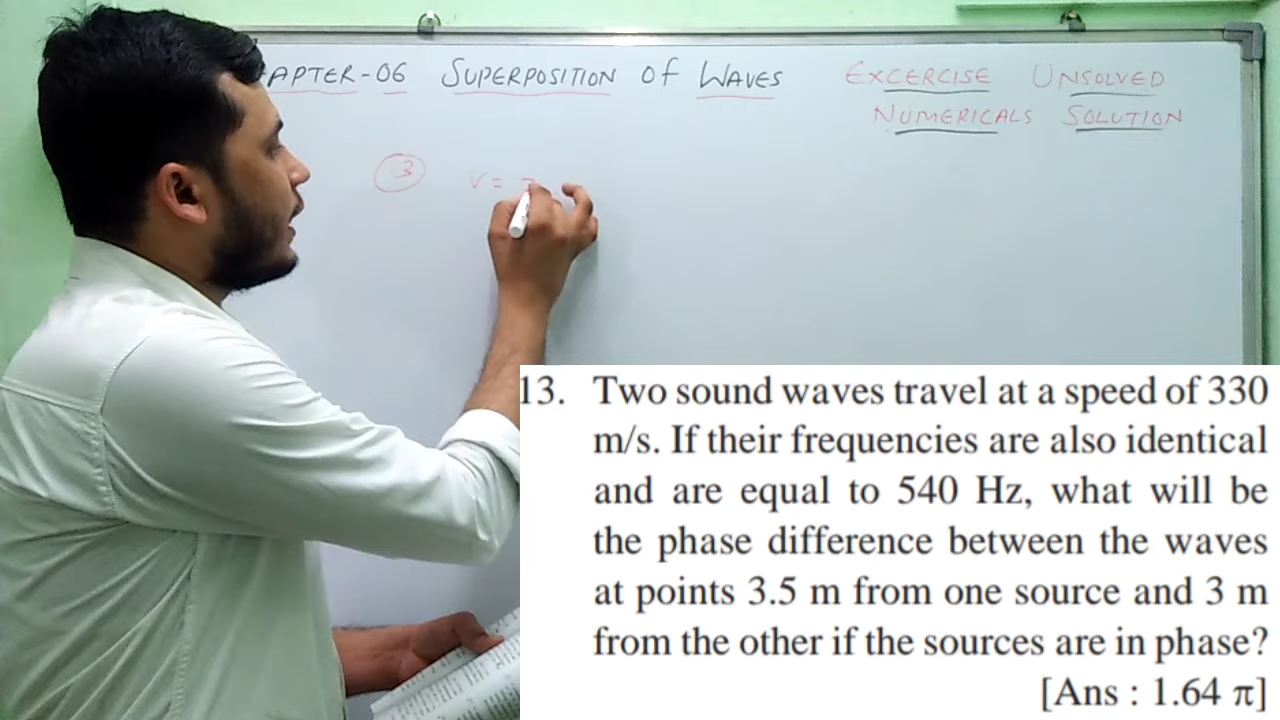 APTER-06 SUPERPOSITION OF WAVES EXCERCISE UNSOLVED
NUMERICALS SOLUTION
3 V =
13. Two sound waves travel at a speed of 330
m/s. If their frequencies are also identical
and are equal to 540 Hz, what will be
the phase difference between the waves
at points 3.5 m from one source and 3 m
from the other if the sources are in phase?
[Ans : 1.64 π]